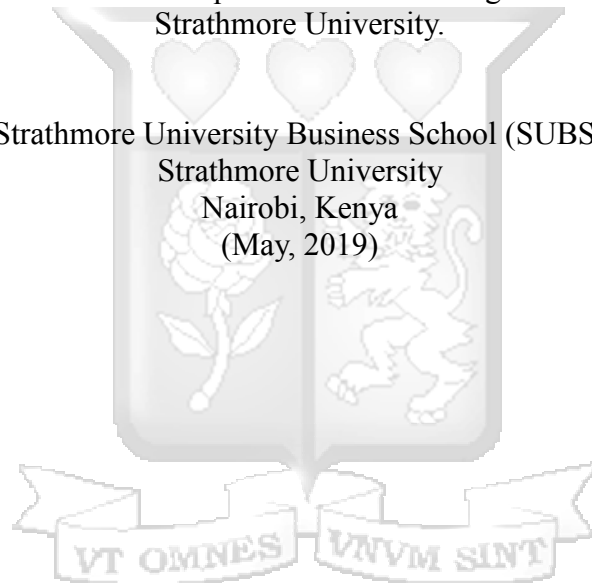 Strathmore University.
Strathmore University Business School (SUBS
Strathmore University
Nairobi, Kenya
(May, 2019)
VT OMNES VNVM SINT